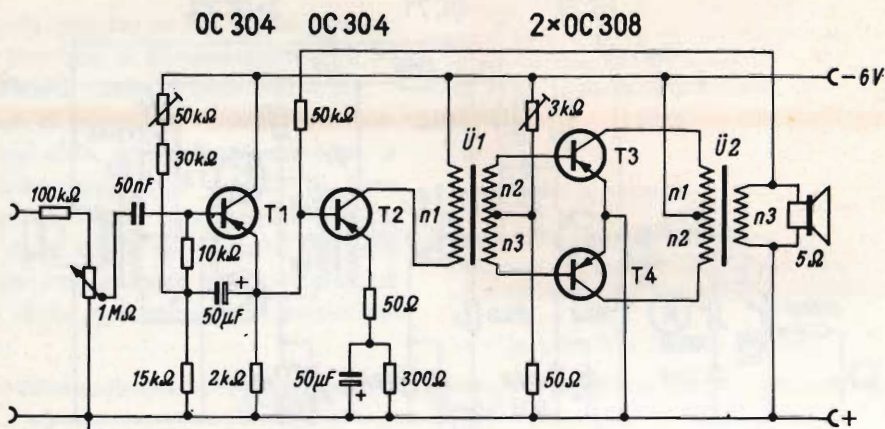 OC 304 OC 304 2×OC 308
−6V
50kΩ 50kΩ 3kΩ
30kΩ
Ü1 Ü2
T3
50nF
100kΩ
T1 T2 n1 n2 n1
n3 n2 n3
10kΩ
T4 5Ω
1MΩ
50µF + 50Ω
15kΩ 2kΩ 50µF + 300Ω 50Ω
+